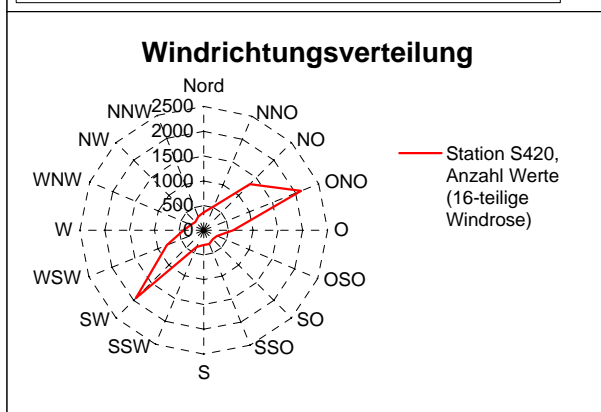 Windrichtungsverteilung
Nord
NNW
2500
NNO
NW
2000
NO
1500
WNW
1000
ONO
500
W
0
O
WSW
OSO
SW
SO
SSW
SSO
S
Station S420,
Anzahl Werte
(16-teilige
Windrose)